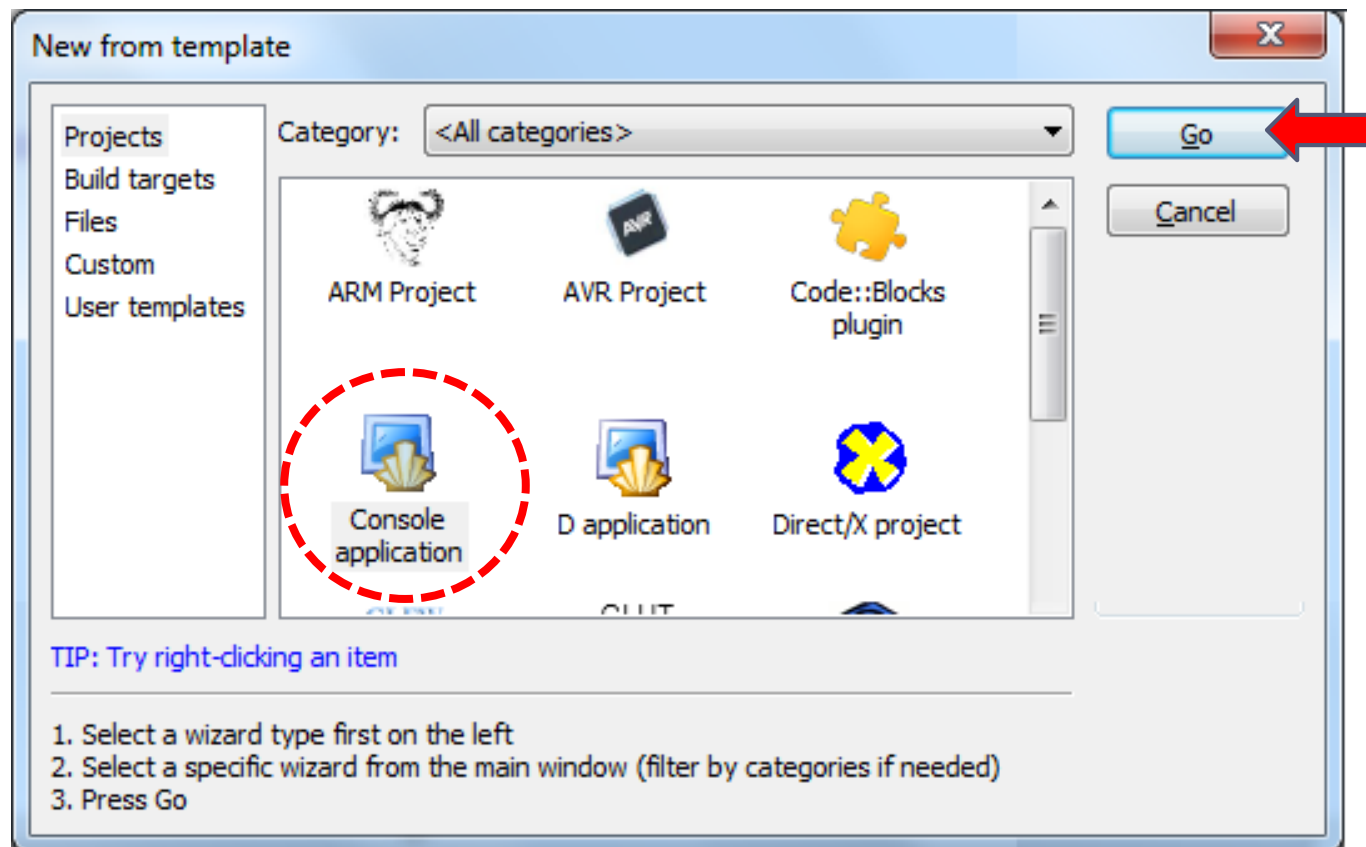 New from template
x
Projects
Build targets
Files
Custom
User templates
Category:
<All categories>
Go
Cancel
ARM Project
AVR
AVR Project
Code::Blocks
plugin
Console
application
D application
Direct/X project
TIP: Try right-clicking an item
1. Select a wizard type first on the left
2. Select a specific wizard from the main window (filter by categories if needed)
3. Press Go